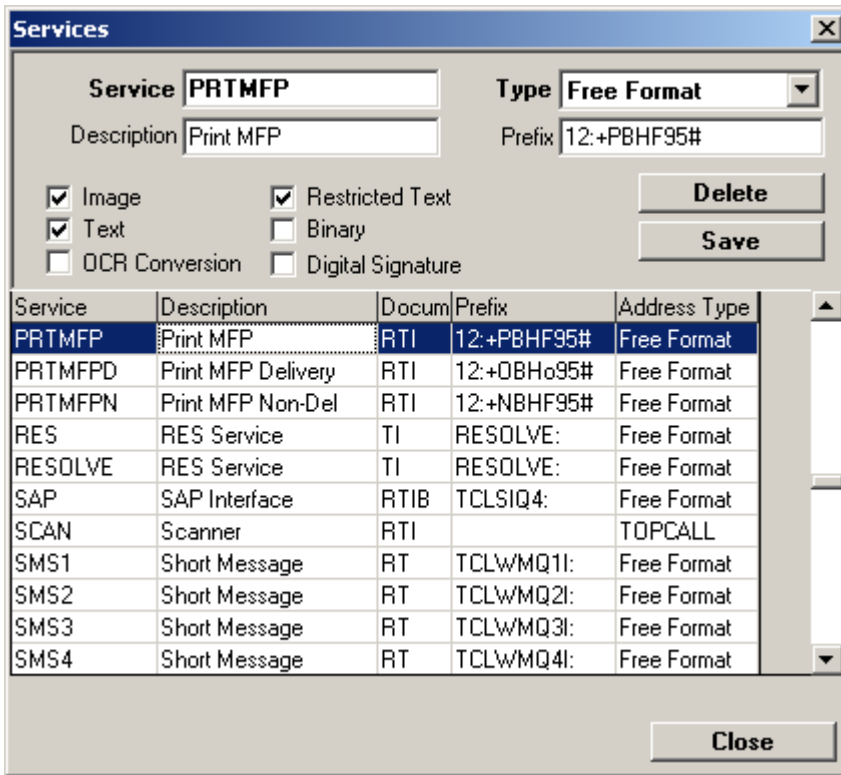 Services
Service PRTMFP Type Free Format
Description Print MFP Prefix 12:+PBHF95#
Image Restricted Text Delete
Text Binary Save
OCR Conversion Digital Signature
Service Description Docum Prefix Address Type
PRTMFP Print MFP RTI 12:+PBHF95# Free Format
PRTMFPD Print MFP Delivery RTI 12:+OBHo95# Free Format
PRTMFPN Print MFP Non-Del RTI 12:+NBHF95# Free Format
RES RES Service TI RESOLVE: Free Format
RESOLVE RES Service TI RESOLVE: Free Format
SAP SAP Interface RTIB TCLSIQ4: Free Format
SCAN Scanner RTI TOPCALL
SMS1 Short Message RT TCLWMQ1I: Free Format
SMS2 Short Message RT TCLWMQ2I: Free Format
SMS3 Short Message RT TCLWMQ3I: Free Format
SMS4 Short Message RT TCLWMQ4I: Free Format
Close